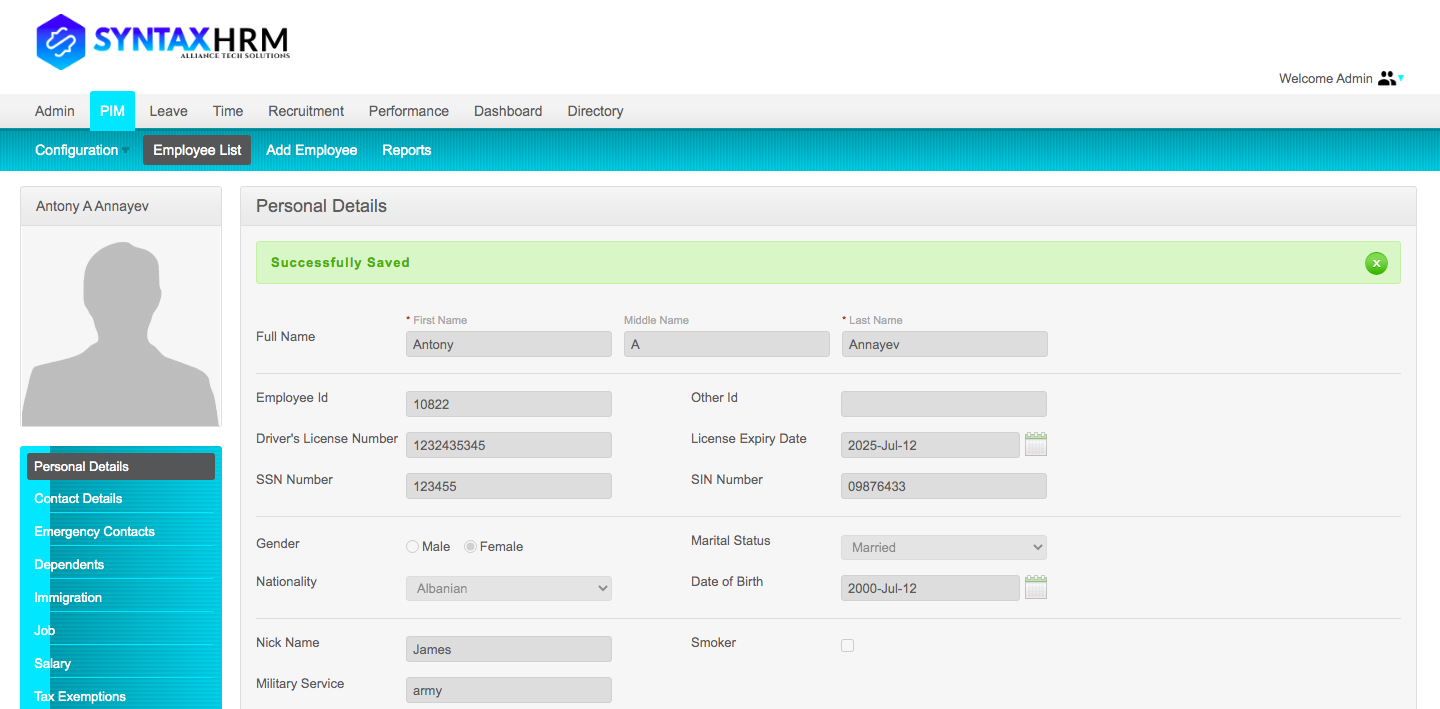 SYNTAXHRM
ALLIANCE TECH SOLUTIONS
Welcome Admin
Admin PIM Leave Time Recruitment Performance Dashboard Directory
Configuration Employee List Add Employee Reports
Antony A Annayev
Personal Details
Contact Details
Emergency Contacts
Dependents
Immigration
Job
Salary
Tax Exemptions
Personal Details
Successfully Saved
x
* First Name Middle Name * Last Name
Full Name Antony A Annayev
Employee Id 10822 Other Id
Driver's License Number 1232435345 License Expiry Date 2025-Jul-12
SSN Number 123455 SIN Number 09876433
Gender Male Female Marital Status Married
Nationality Albanian Date of Birth 2000-Jul-12
Nick Name James Smoker
Military Service army